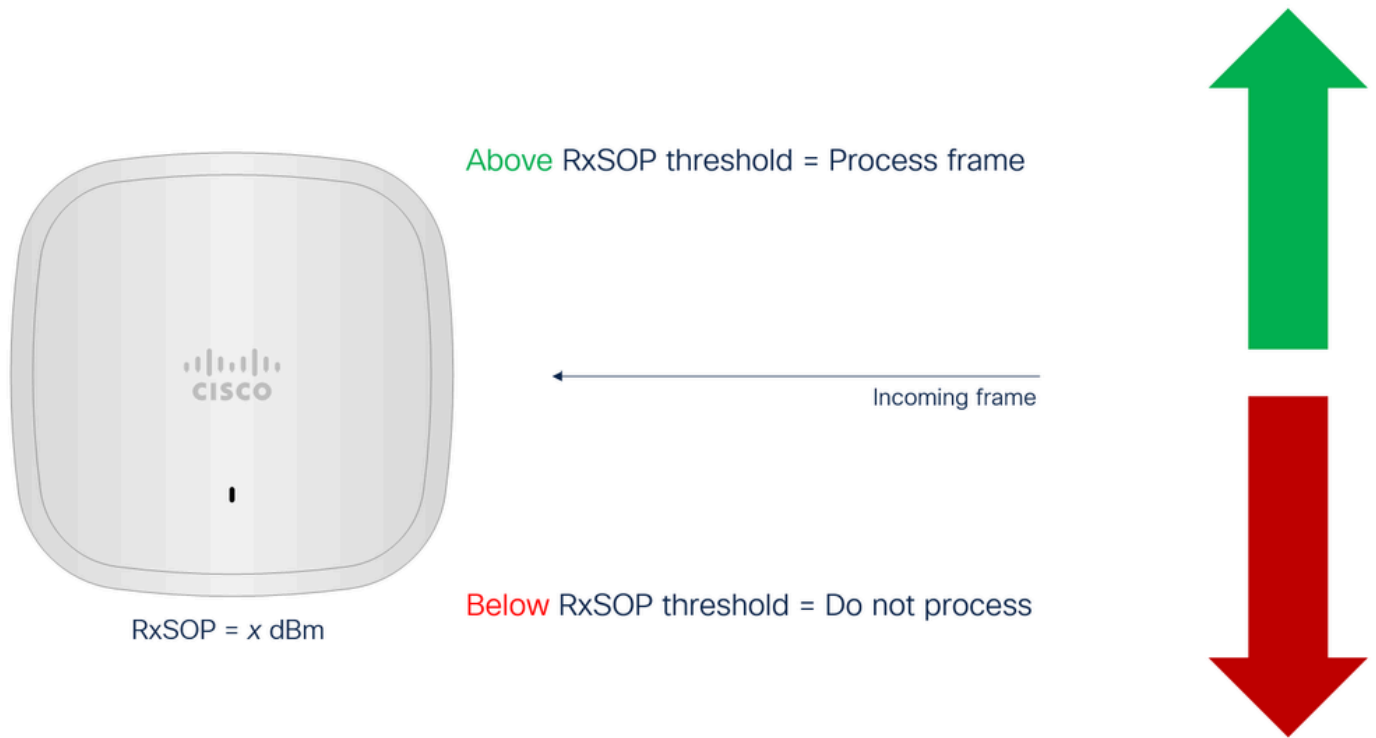 Above RxSOP threshold = Process frame
CISCO
Incoming frame
Below RxSOP threshold = Do not process
RxSOP = x dBm